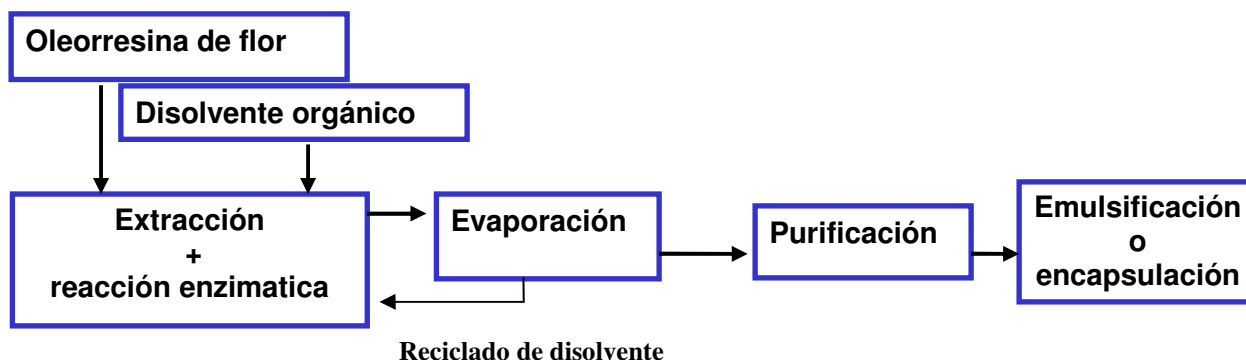 Oleorresina de flor
Disolvente orgánico
Extracción
+
reacción enzimatica
Evaporación
Purificación
Emulsificación
o
encapsulación
Reciclado de disolvente